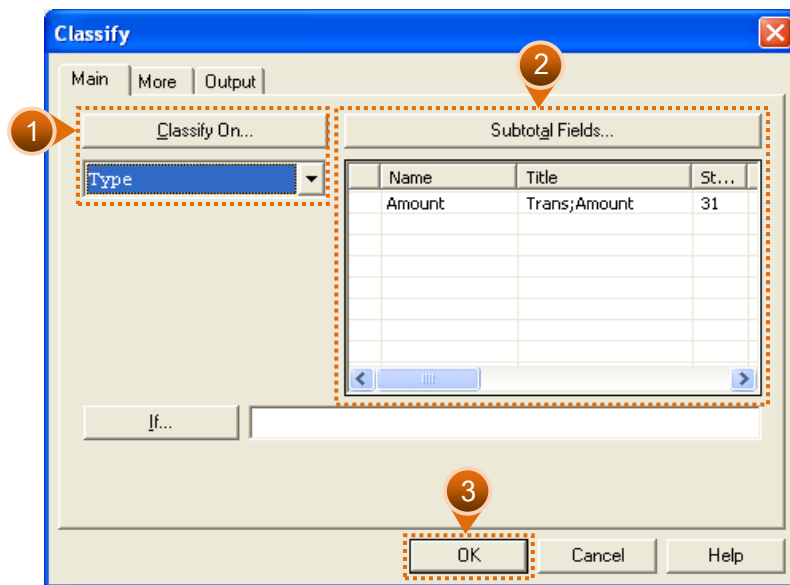 Classify
2
Main More Output
1
Classify On...
Subtotal Fields...
Type
Name Title St...
Amount Trans;Amount 31
If...
3
OK Cancel Help